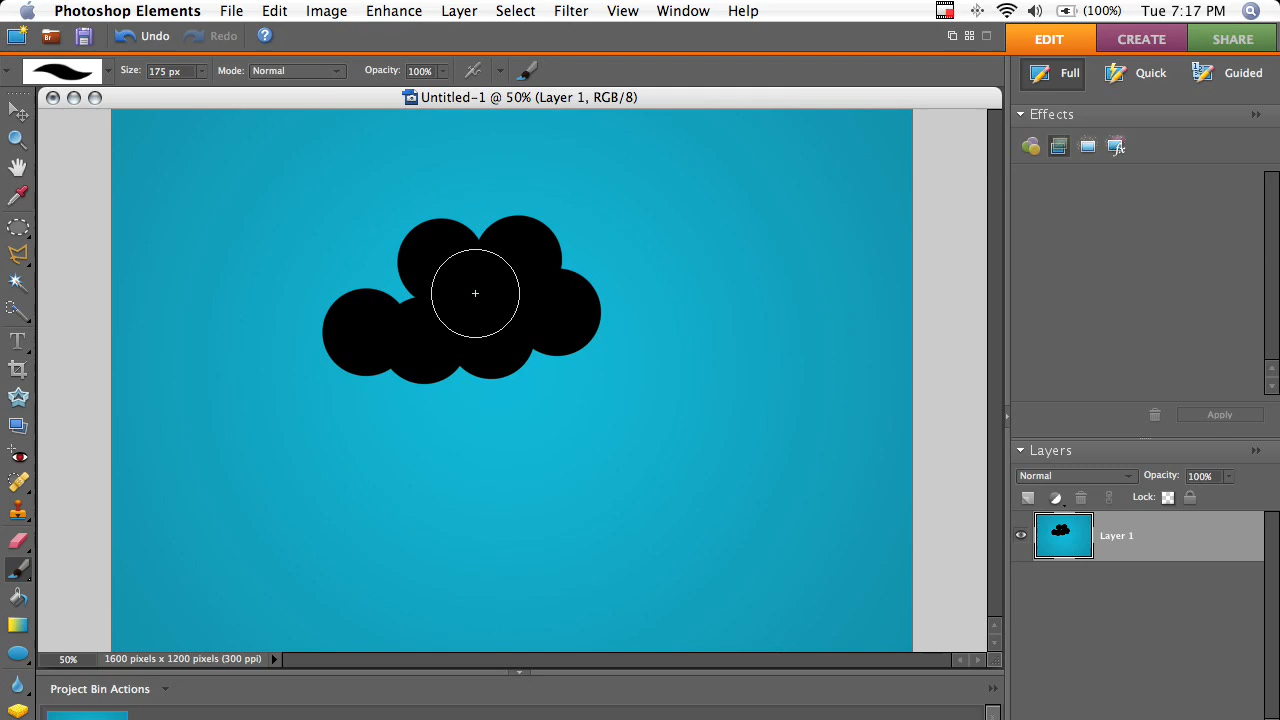 Photoshop Elements File Edit Image Enhance Layer Select Filter View Window Help (100%) Tue 7:17 PM
Br Undo Redo ? EDIT CREATE SHARE
Size: 175 px Mode: Normal Opacity: 100% Full Quick Guided
Untitled-1 @ 50% (Layer 1, RGB/8)
Effects
fx
T
Apply
Layers
Normal Opacity: 100%
Lock:
Layer 1
50% 1600 pixels x 1200 pixels (300 ppi)
Project Bin Actions